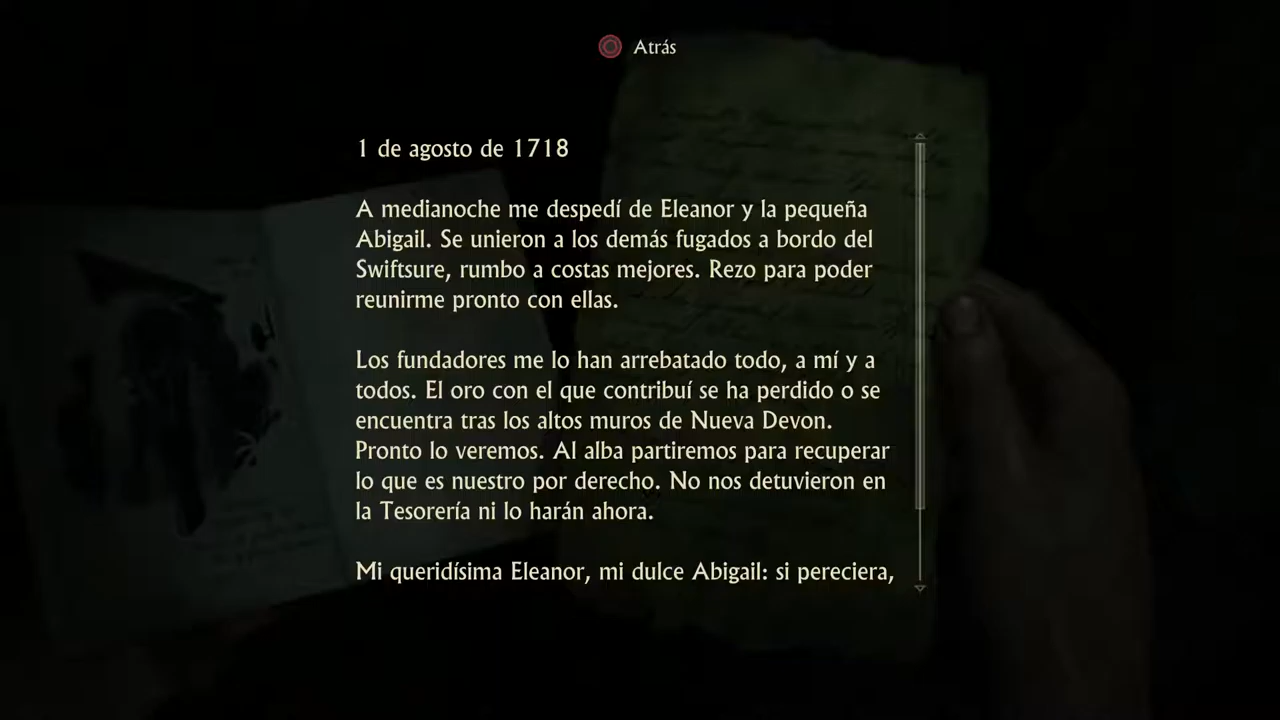 Atrás
1 de agosto de 1718
A medianoche me despedí de Eleanor y la pequeña
Abigail. Se unieron a los demás fugados a bordo del
Swiftsure, rumbo a costas mejores. Rezo para poder
reunirme pronto con ellas.
Los fundadores me lo han arrebatado todo, a mí y a
todos. El oro con el que contribuí se ha perdido o se
encuentra tras los altos muros de Nueva Devon.
Pronto lo veremos. Al alba partiremos para recuperar
lo que es nuestro por derecho. No nos detuvieron en
la Tesorería ni lo harán ahora.
Mi queridísima Eleanor, mi dulce Abigail: si pereciera,